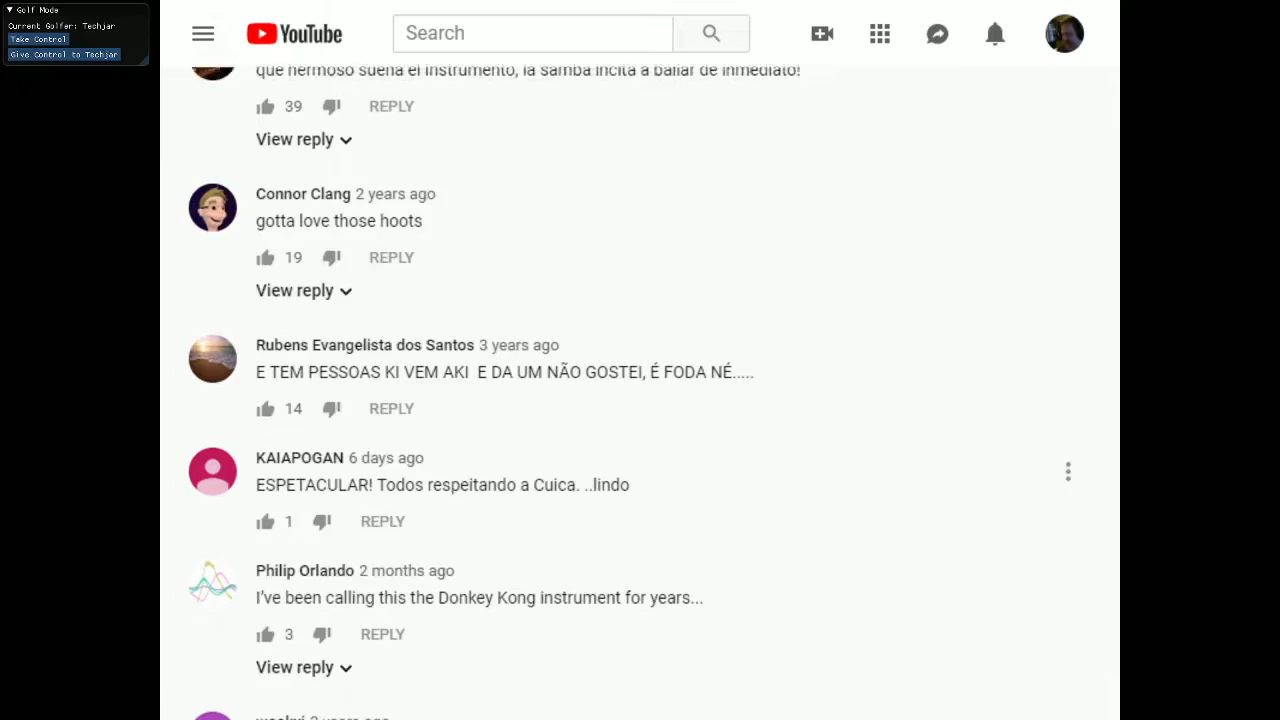 Golf Mode
Current Golfer: Techjar
Take Control
Give Control to Techjar
YouTube
Search
que hermoso suena el instrumento, la samba incita a bailar de inmediato!
39 REPLY
View reply
Connor Clang 2 years ago
gotta love those hoots
19 REPLY
View reply
Rubens Evangelista dos Santos 3 years ago
E TEM PESSOAS KI VEM AKI E DA UM NÃO GOSTEI, É FODA NÉ.....
14 REPLY
KAIAPOGAN 6 days ago
ESPETACULAR! Todos respeitando a Cuica. ..lindo
1 REPLY
Philip Orlando 2 months ago
I've been calling this the Donkey Kong instrument for years...
3 REPLY
View reply
years ago